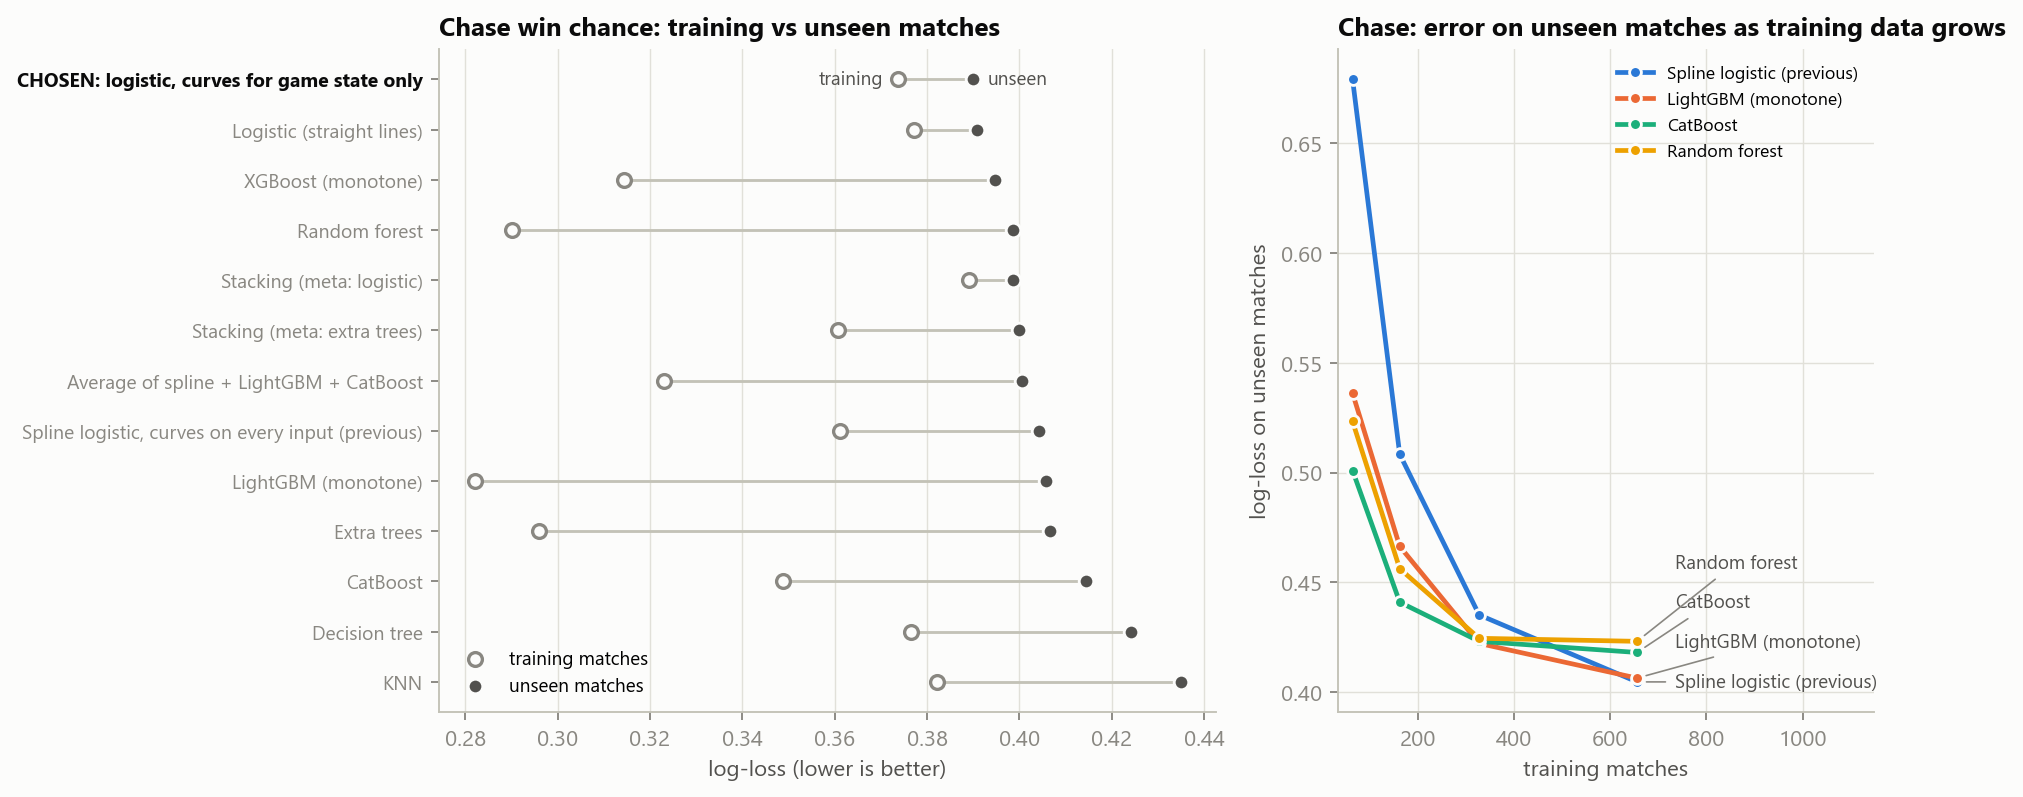 Chase win chance: training vs unseen matches
CHOSEN: logistic, curves for game state only
training
unseen
Logistic (straight lines)
XGBoost (monotone)
Random forest
Stacking (meta: logistic)
Stacking (meta: extra trees)
Average of spline + LightGBM + CatBoost
Spline logistic, curves on every input (previous)
LightGBM (monotone)
Extra trees
CatBoost
Decision tree
KNN
training matches
unseen matches
0.28 0.30 0.32 0.34 0.36 0.38 0.40 0.42 0.44
log-loss (lower is better)
Chase: error on unseen matches as training data grows
Spline logistic (previous)
LightGBM (monotone)
CatBoost
Random forest
log-loss on unseen matches
0.65
0.60
0.55
0.50
0.45
0.40
Random forest
CatBoost
LightGBM (monotone)
Spline logistic (previous)
200 400 600 800 1000
training matches